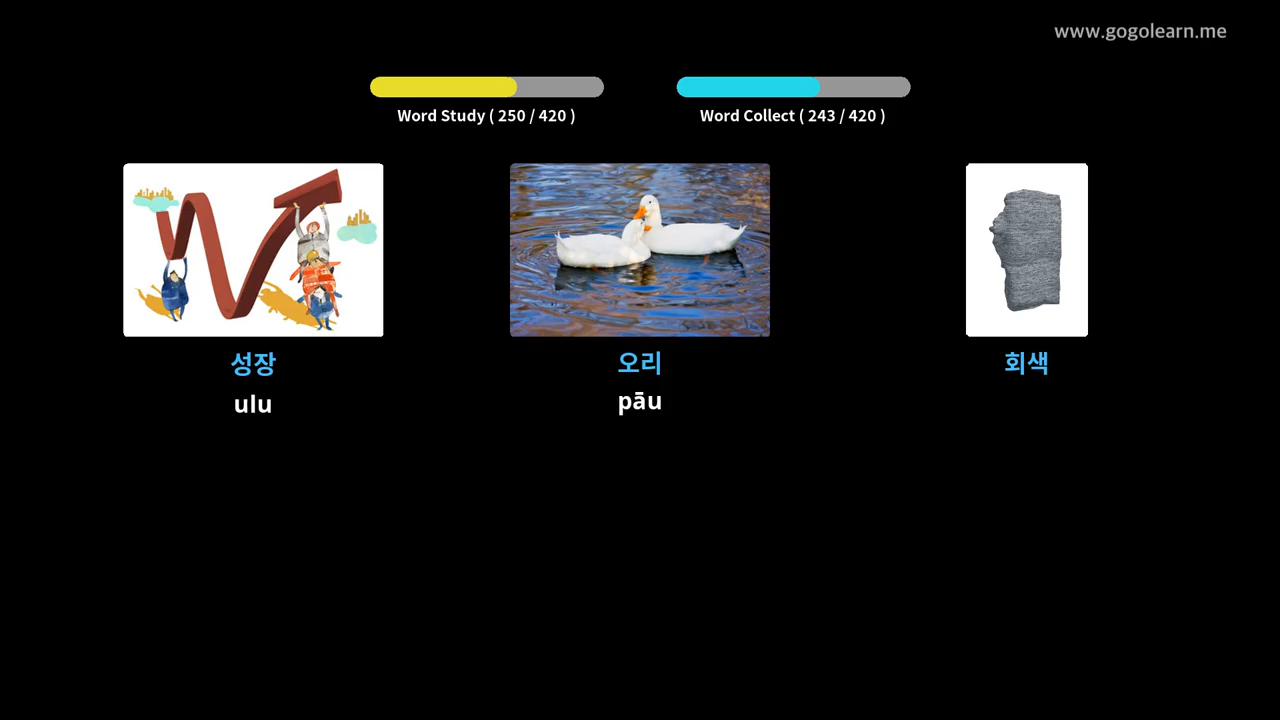 www.gogolearn.me
Word Study ( 250 / 420 )
Word Collect ( 243 / 420 )
성장
오리
회색
ulu
pāu